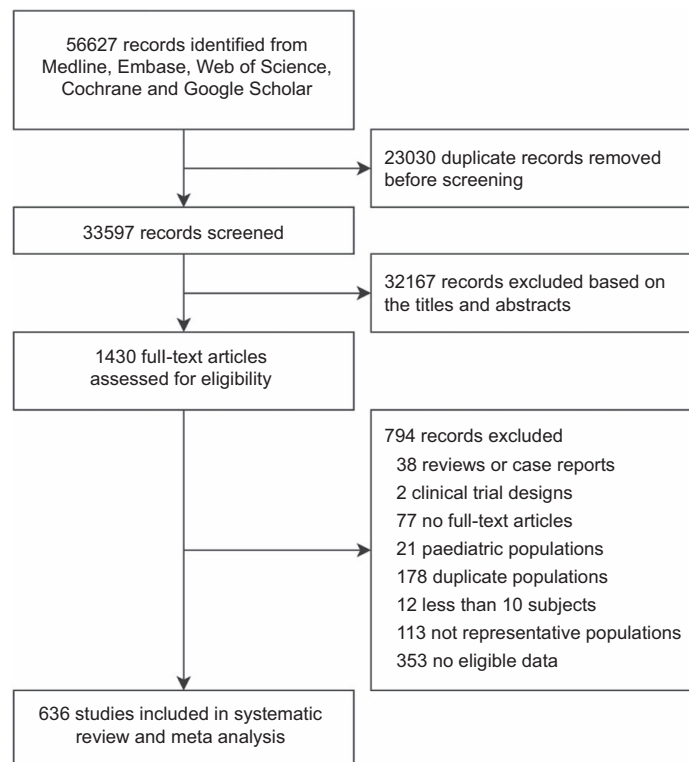 56627 records identified from
Medline, Embase, Web of Science,
Cochrane and Google Scholar
23030 duplicate records removed
before screening
33597 records screened
32167 records excluded based on
the titles and abstracts
1430 full-text articles
assessed for eligibility
794 records excluded
38 reviews or case reports
2 clinical trial designs
77 no full-text articles
21 paediatric populations
178 duplicate populations
12 less than 10 subjects
113 not representative populations
353 no eligible data
636 studies included in systematic
review and meta analysis